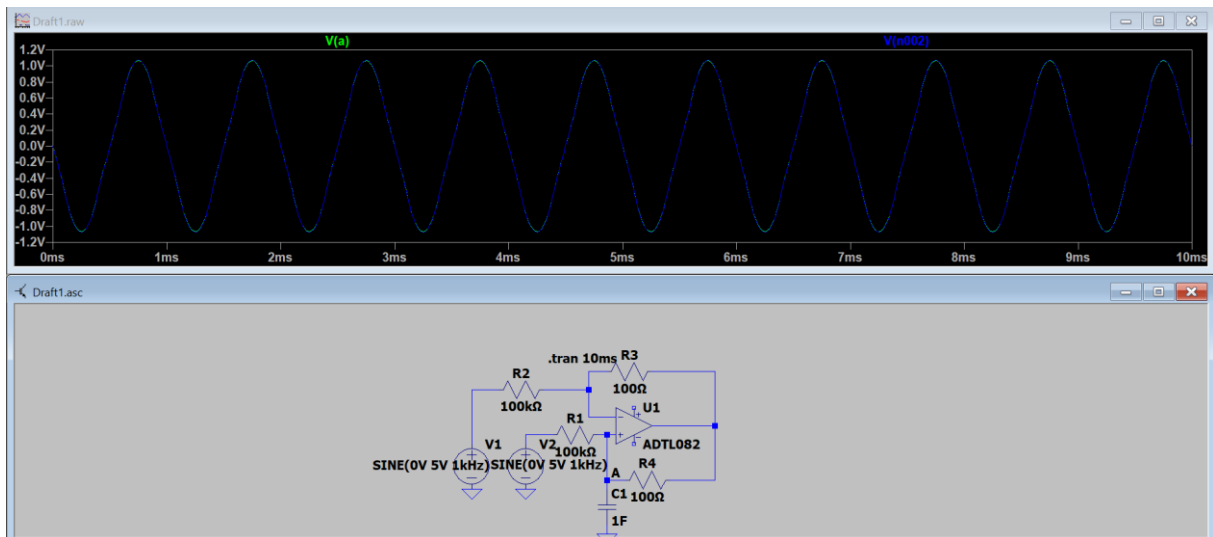 Draft1.raw
V(a) V(n002)
1.2V
1.0V
0.8V
0.6V
0.4V
0.2V
0.0V
-0.2V
-0.4V
-0.6V
-0.8V
-1.0V
-1.2V
0ms 1ms 2ms 3ms 4ms 5ms 6ms 7ms 8ms 9ms 10ms
Draft1.asc
.tran 10ms R3
R2
100Ω
100kΩ
R1
U1
V1 V2 100kΩ
ADTL082
SINE(0V 5V 1kHz) SINE(0V 5V 1kHz)
R4
A
C1 100Ω
1F